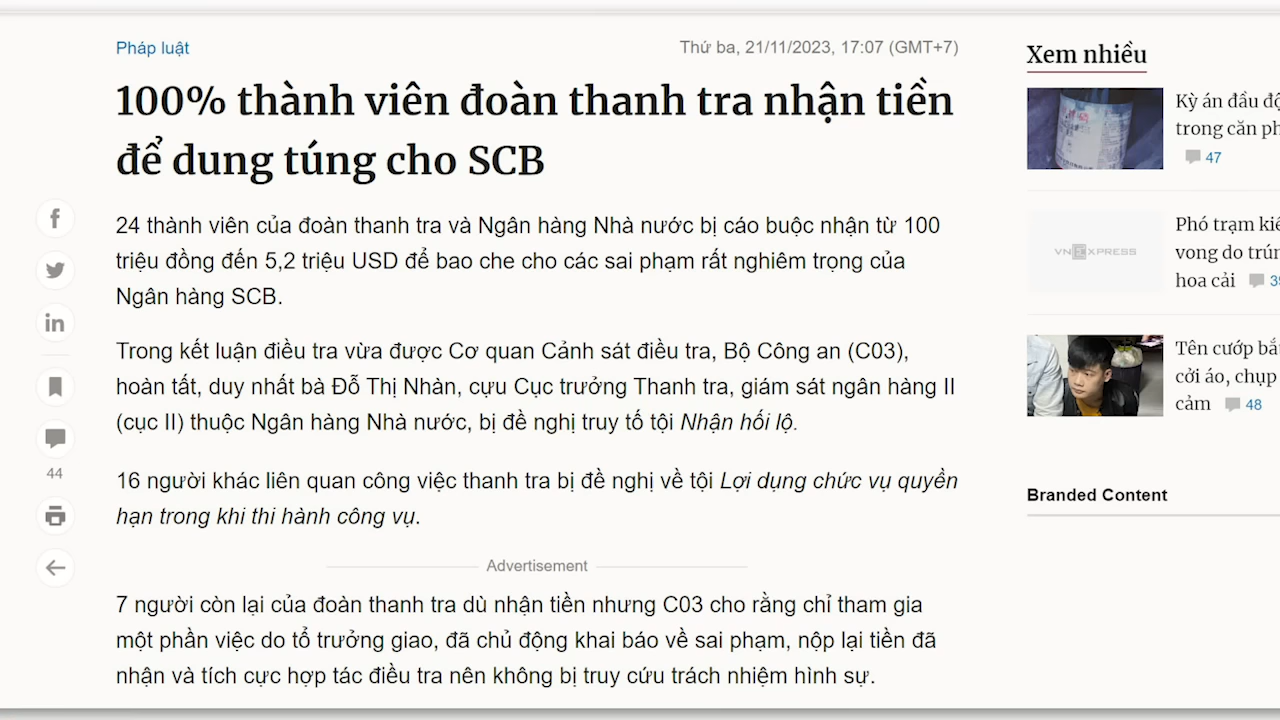 Pháp luật
Thứ ba, 21/11/2023, 17:07 (GMT+7)
100% thành viên đoàn thanh tra nhận tiền
để dung túng cho SCB
24 thành viên của đoàn thanh tra và Ngân hàng Nhà nước bị cáo buộc nhận từ 100
triệu đồng đến 5,2 triệu USD để bao che cho các sai phạm rất nghiêm trọng của
Ngân hàng SCB.
Trong kết luận điều tra vừa được Cơ quan Cảnh sát điều tra, Bộ Công an (C03),
hoàn tất, duy nhất bà Đỗ Thị Nhàn, cựu Cục trưởng Thanh tra, giám sát ngân hàng II
(cục II) thuộc Ngân hàng Nhà nước, bị đề nghị truy tố tội Nhận hối lộ.
16 người khác liên quan công việc thanh tra bị đề nghị về tội Lợi dụng chức vụ quyền
hạn trong khi thi hành công vụ.
Advertisement
7 người còn lại của đoàn thanh tra dù nhận tiền nhưng C03 cho rằng chỉ tham gia
một phần việc do tổ trưởng giao, đã chủ động khai báo về sai phạm, nộp lại tiền đã
nhận và tích cực hợp tác điều tra nên không bị truy cứu trách nhiệm hình sự.
44
Xem nhiều
Kỳ án đầu
trong căn
47
VNEXPRESS
Phó trạm
vong do
hoa cải
Tên cướp
cởi áo, chụp
cảm 48
Branded Content